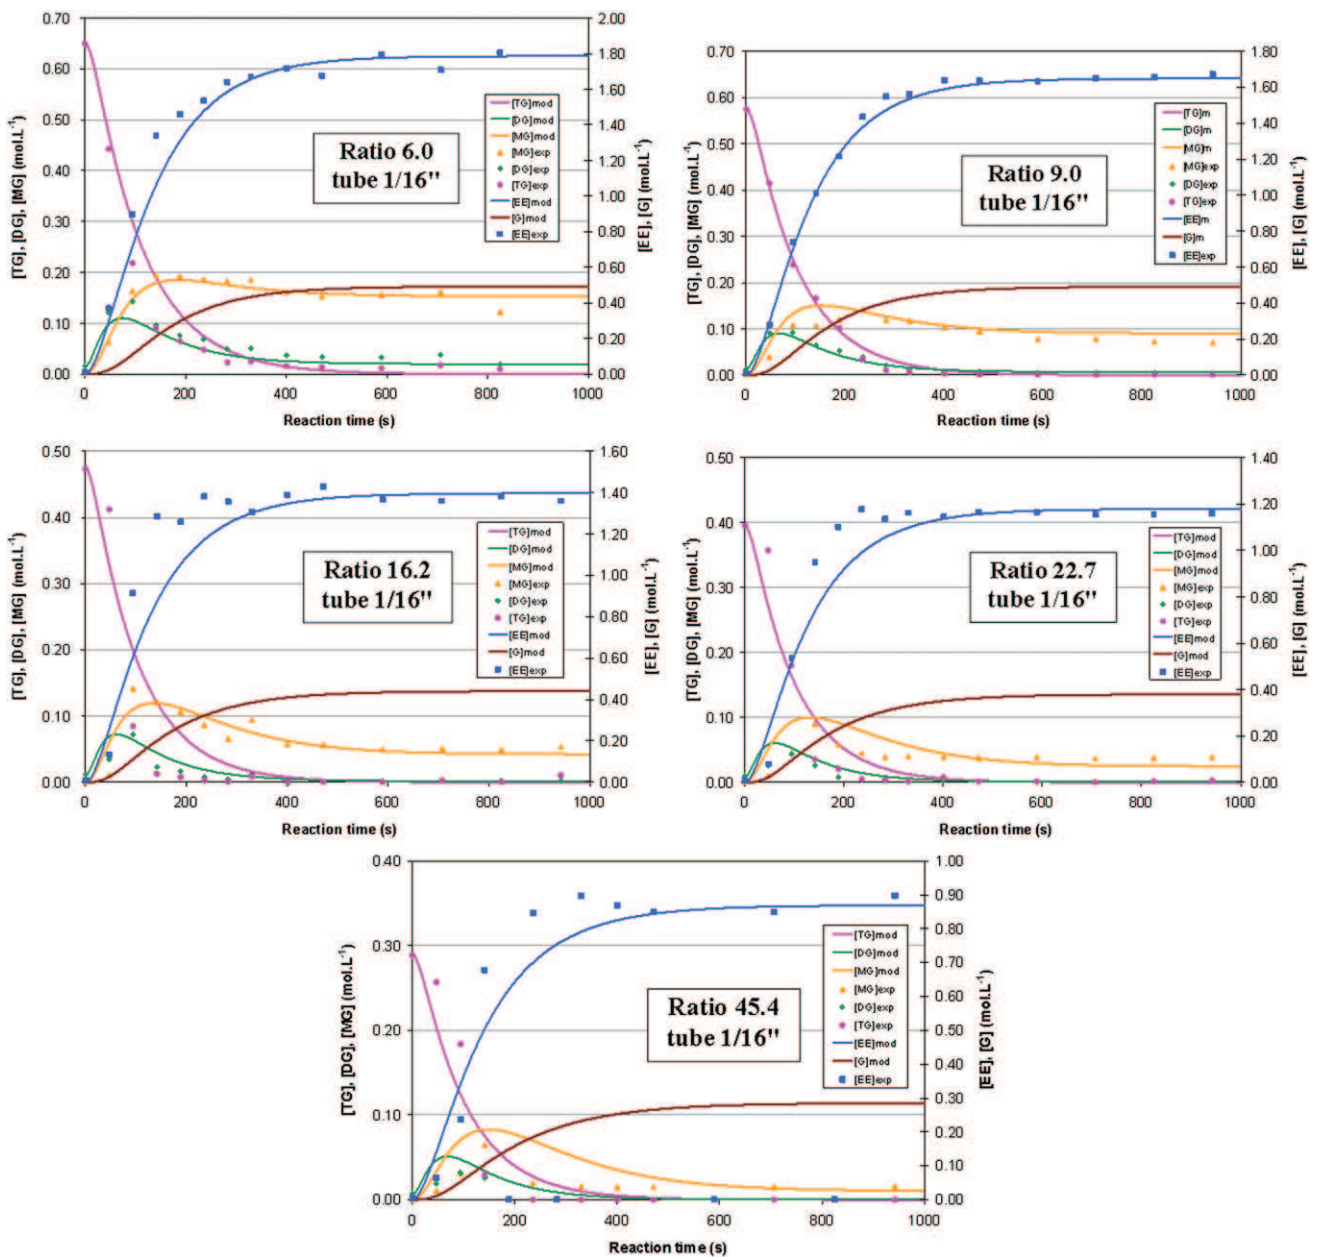 0.70
0.60
0.50
0.40
0.30
0.20
0.10
0.00
[TG], [DG], [MG] (mol.L-1)
2.00
1.80
1.60
1.40
1.20
1.00
0.80
0.60
0.40
0.20
0.00
[EE], [G] (mol.L-1)
0 200 400 600 800 1000
Reaction time (s)
Ratio 6.0
tube 1/16"
[TG]mod
[DG]mod
[MG]mod
[MG]exp
[DG]exp
[TG]exp
[EE]mod
[G]mod
[EE]exp
0.70
0.60
0.50
0.40
0.30
0.20
0.10
0.00
[TG], [DG], [MG] (mol.L-1)
1.80
1.60
1.40
1.20
1.00
0.80
0.60
0.40
0.20
0.00
[EE], [G] (mol.L-1)
0 200 400 600 800 1000
Reaction time (s)
Ratio 9.0
tube 1/16"
[TG]m
[DG]m
[MG]m
[MG]exp
[DG]exp
[TG]exp
[EE]m
[G]m
[EE]exp
0.50
0.40
0.30
0.20
0.10
0.00
[TG], [DG], [MG] (mol.L-1)
1.60
1.40
1.20
1.00
0.80
0.60
0.40
0.20
0.00
[EE], [G] (mol.L-1)
0 200 400 600 800 1000
Reaction time (s)
Ratio 16.2
tube 1/16"
[TG]mod
[DG]mod
[MG]mod
[MG]exp
[DG]exp
[TG]exp
[EE]mod
[G]mod
[EE]exp
0.50
0.40
0.30
0.20
0.10
0.00
[TG], [DG], [MG] (mol.L-1)
1.40
1.20
1.00
0.80
0.60
0.40
0.20
0.00
[EE], [G] (mol.L-1)
0 200 400 600 800 1000
Reaction time (s)
Ratio 22.7
tube 1/16"
[TG]mod
[DG]mod
[MG]mod
[MG]exp
[DG]exp
[TG]exp
[EE]mod
[G]mod
[EE]exp
0.40
0.30
0.20
0.10
0.00
[TG], [DG], [MG] (mol.L-1)
1.00
0.90
0.80
0.70
0.60
0.50
0.40
0.30
0.20
0.10
0.00
[EE], [G] (mol.L-1)
0 200 400 600 800 1000
Reaction time (s)
Ratio 45.4
tube 1/16"
[TG]mod
[DG]mod
[MG]mod
[MG]exp
[DG]exp
[TG]exp
[EE]mod
[G]mod
[EE]exp